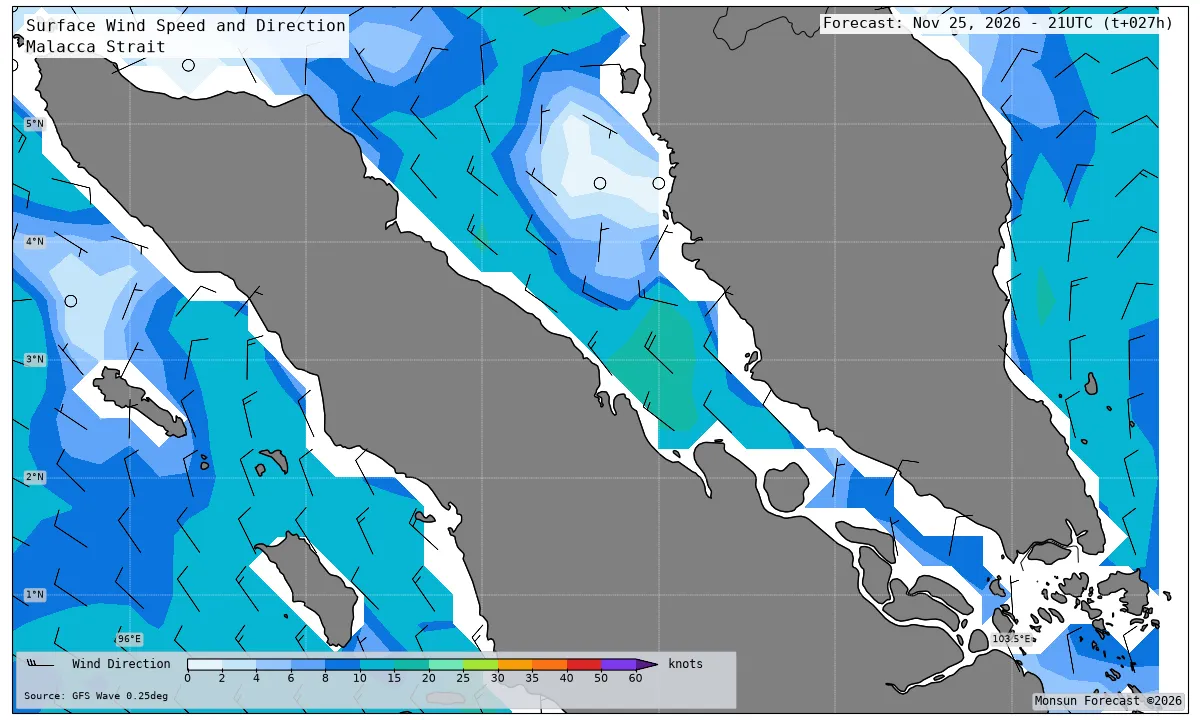 Surface Wind Speed and Direction
Malacca Strait
Forecast: Nov 25, 2026 - 21UTC (t+027h)
5°N
4°N
3°N
2°N
1°N
96°E
103.5°E
Wind Direction
knots
0 2 4 6 8 10 15 20 25 30 35 40 50 60
Source: GFS Wave 0.25deg
Monsun Forecast ©2026